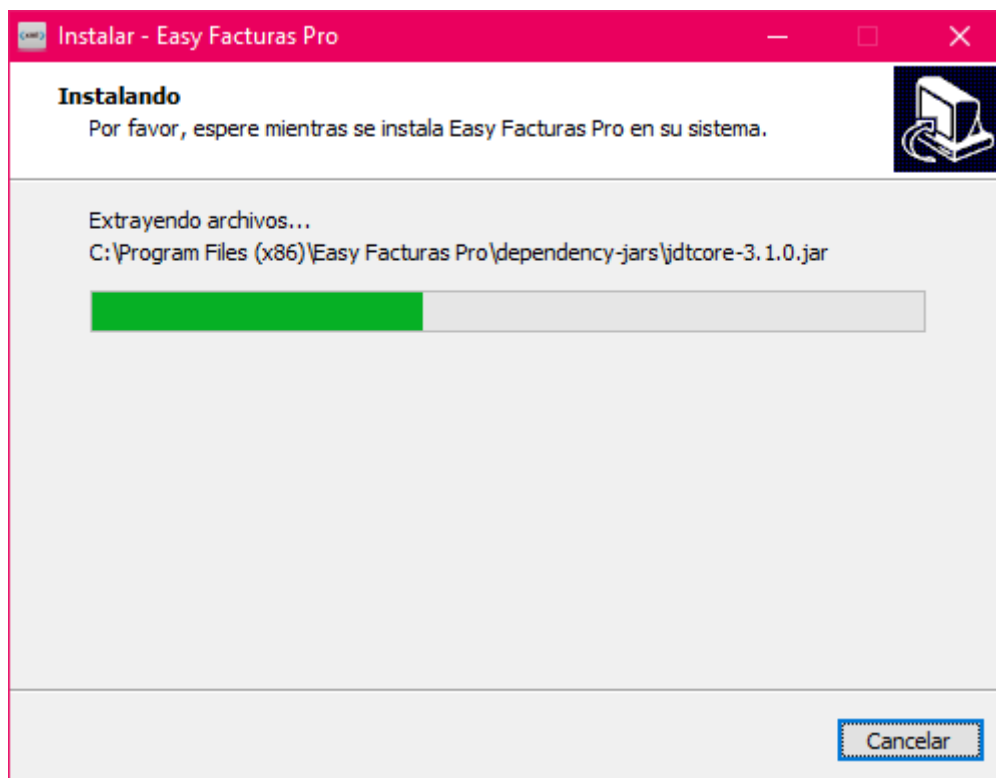 Instalar - Easy Facturas Pro
Instalando
Por favor, espere mientras se instala Easy Facturas Pro en su sistema.
Extrayendo archivos...
C:\Program Files (x86)\Easy Facturas Pro\dependency-jars\jdtcore-3.1.0.jar
Cancelar